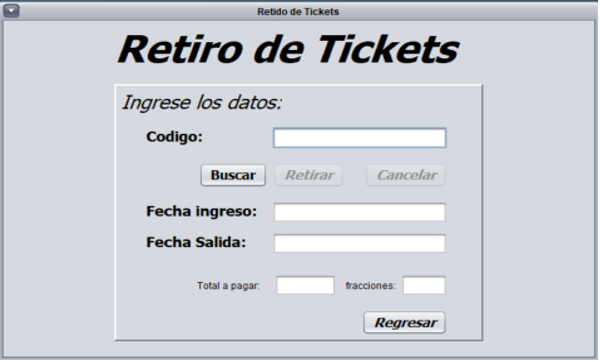 Retido de Tickets
Retiro de Tickets
Ingrese los datos:
Codigo:
Buscar Retirar Cancelar
Fecha ingreso:
Fecha Salida:
Total a pagar: fracciones:
Regresar